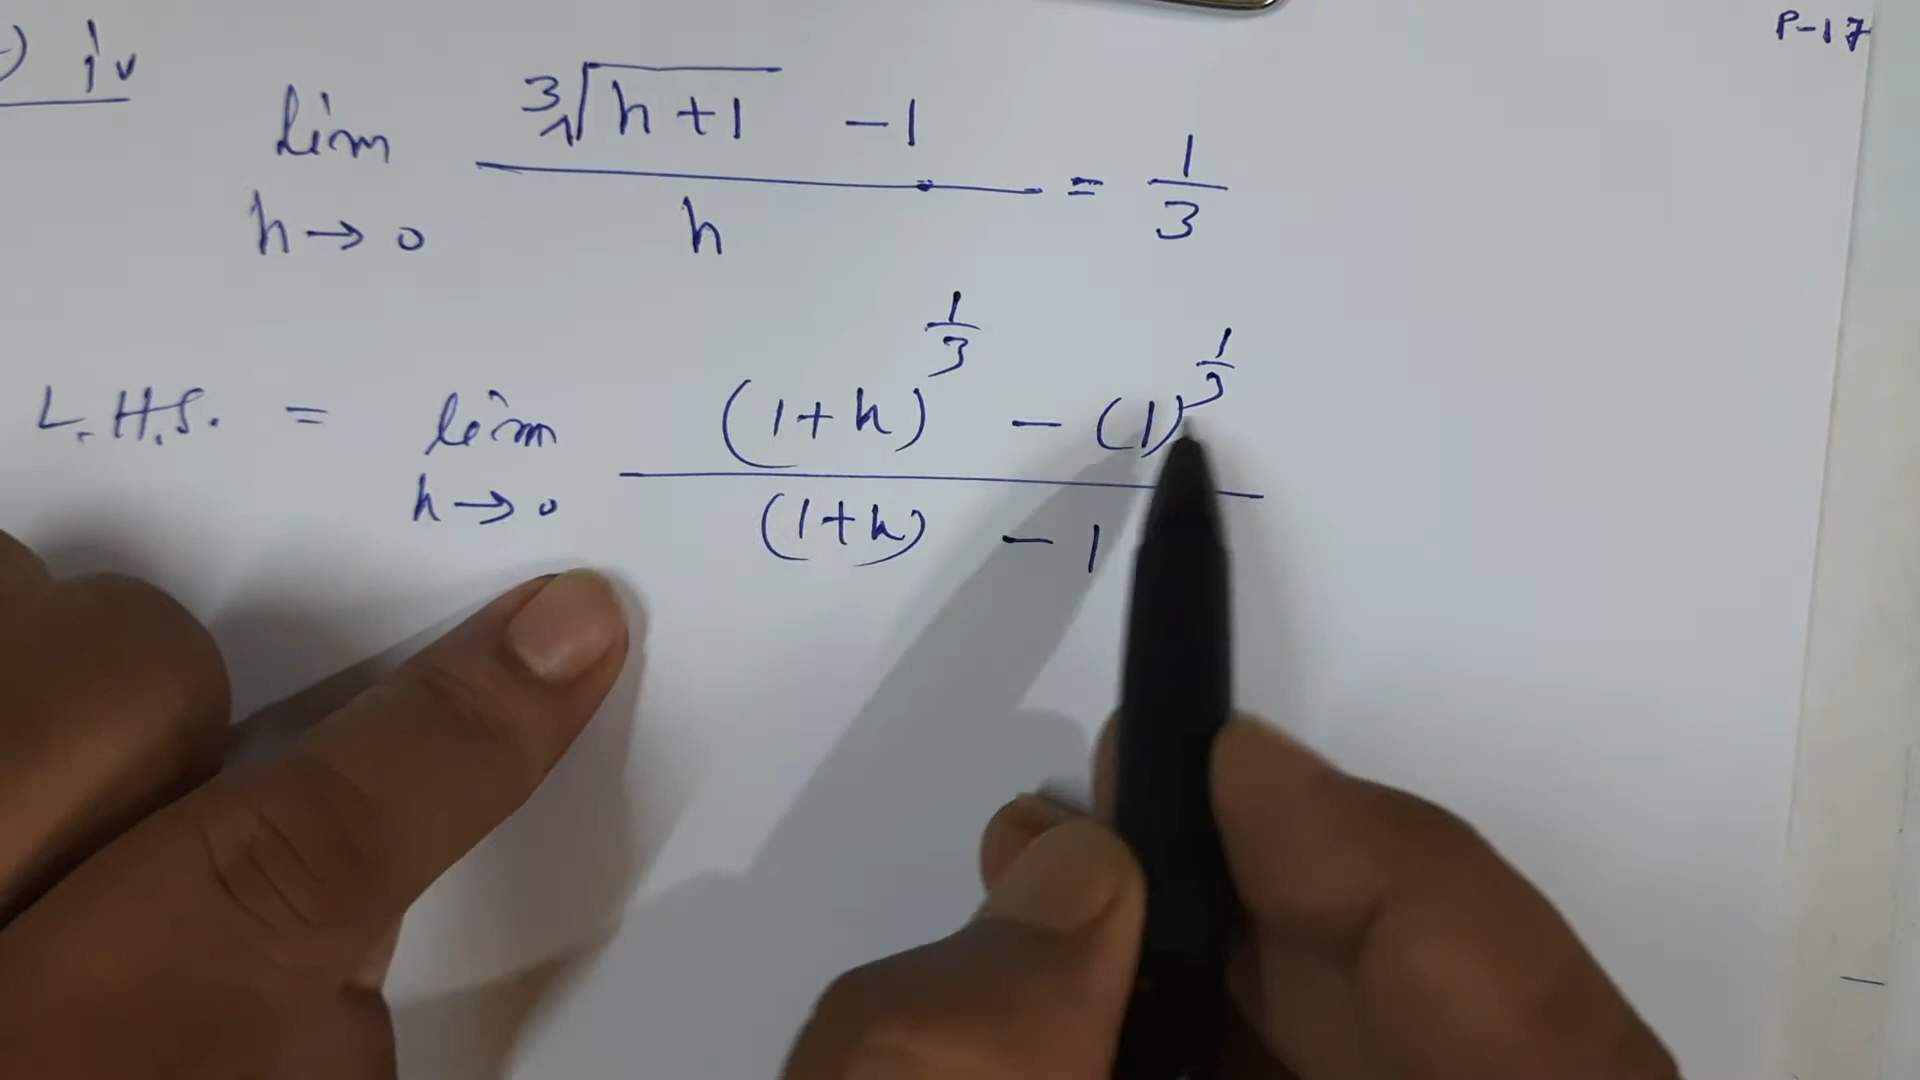 P-17
) iv
lim h→0 (∛(h+1) - 1) / h = 1/3
L.H.S. = lim h→0 ((1+h)^(1/3) - (1)^(1/3)) / ((1+h) - 1)